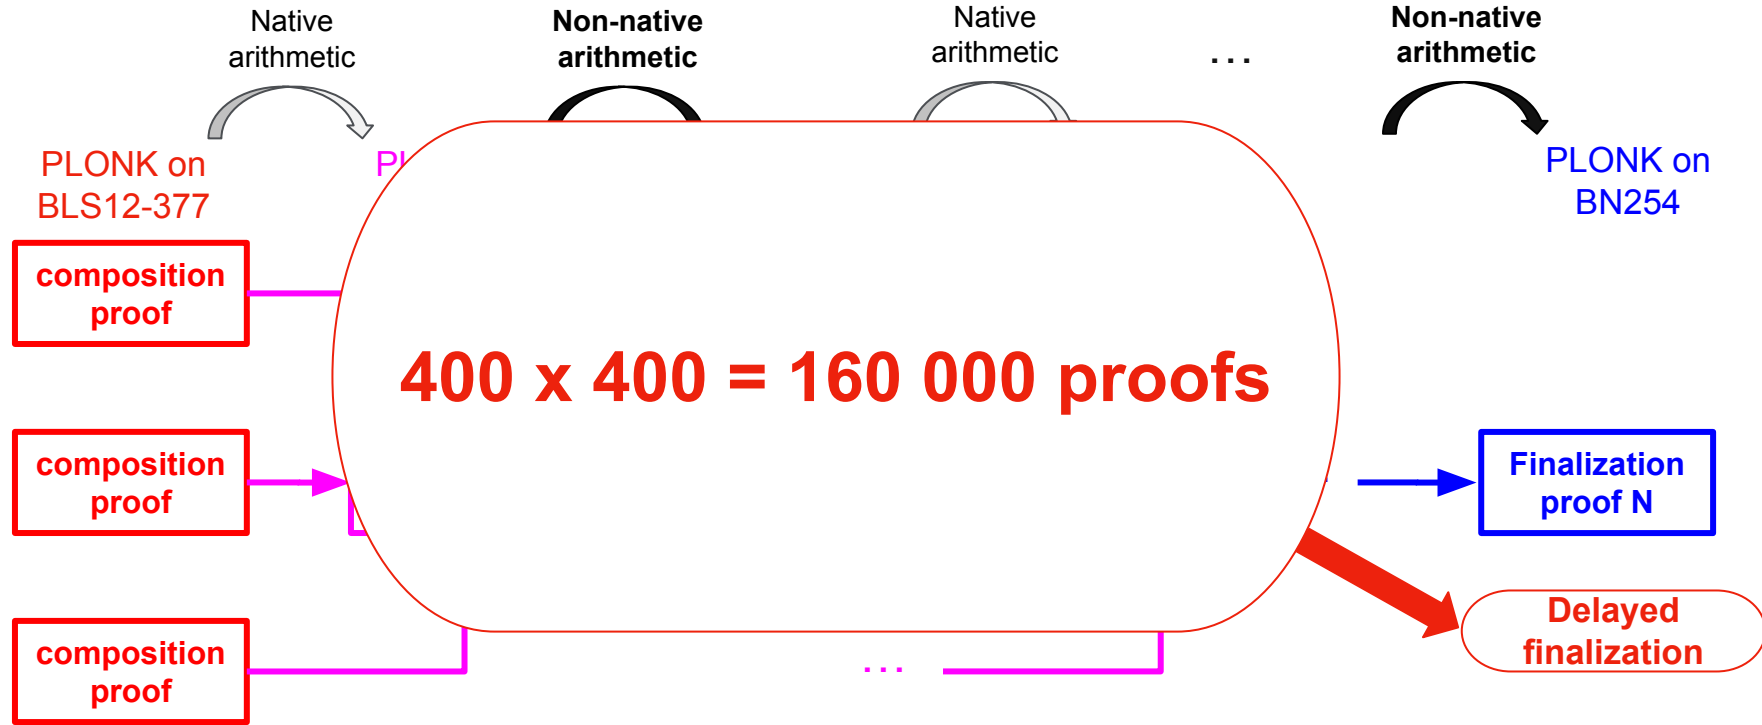 Native
arithmetic
Non-native
arithmetic
Native
arithmetic
...
Non-native
arithmetic
PLONK on
BLS12-377
PLONK on
BN254
composition
proof
400 x 400 = 160 000 proofs
composition
proof
Finalization
proof N
composition
proof
...
Delayed
finalization